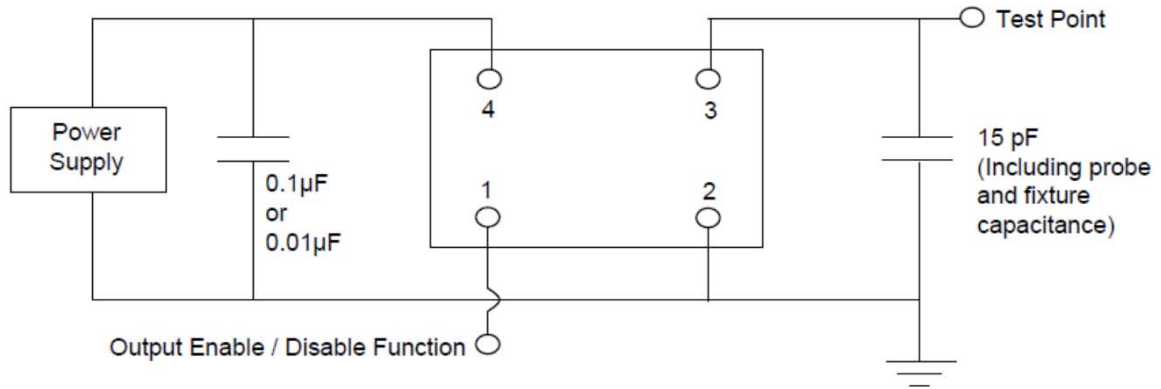 Test Point
4
3
Power
Supply
15 pF
(Including probe
and fixture
capacitance)
0.1µF
or
0.01µF
1
2
Output Enable / Disable Function